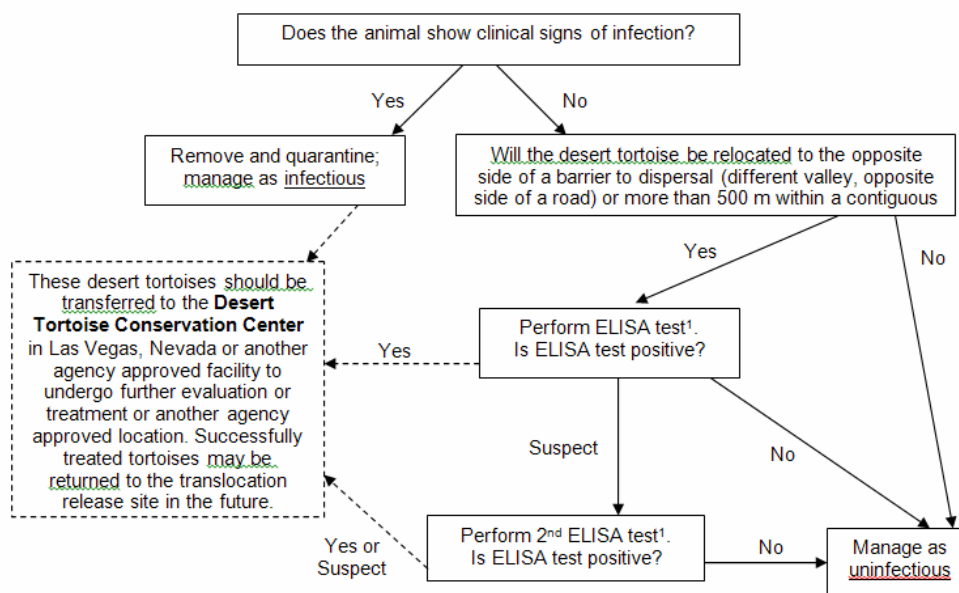 Does the animal show clinical signs of infection?
Yes
No
Remove and quarantine;
manage as infectious
Will the desert tortoise be relocated to the opposite
side of a barrier to dispersal (different valley, opposite
side of a road) or more than 500 m within a contiguous
Yes
No
These desert tortoises should be
transferred to the Desert
Tortoise Conservation Center
in Las Vegas, Nevada or another
agency approved facility to
undergo further evaluation or
treatment or another agency
approved location. Successfully
treated tortoises may be
returned to the translocation
release site in the future.
Perform ELISA test¹.
Is ELISA test positive?
Yes
Suspect
No
Perform 2nd ELISA test¹.
Is ELISA test positive?
Yes or
Suspect
No
Manage as
uninfectious